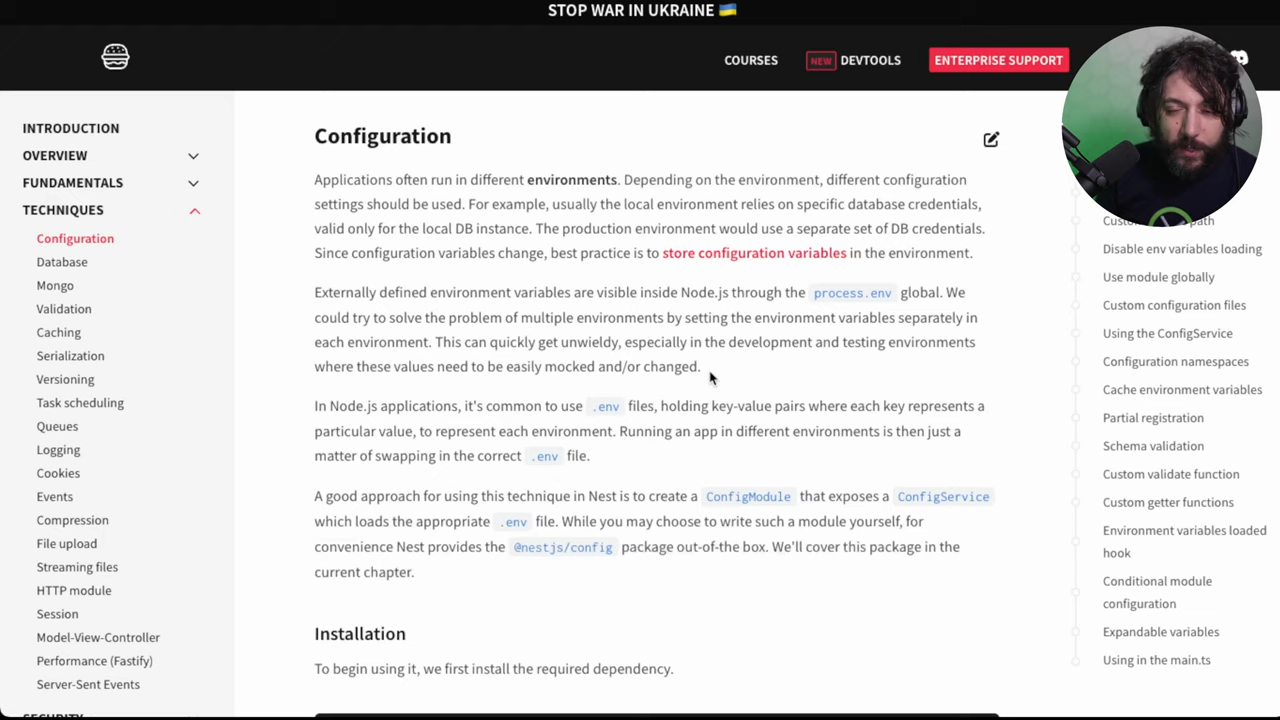 STOP WAR IN UKRAINE 🇺🇦
COURSES
NEW DEVTOOLS
ENTERPRISE SUPPORT
INTRODUCTION
OVERVIEW
FUNDAMENTALS
TECHNIQUES
Configuration
Database
Mongo
Validation
Caching
Serialization
Versioning
Task scheduling
Queues
Logging
Cookies
Events
Compression
File upload
Streaming files
HTTP module
Session
Model-View-Controller
Performance (Fastify)
Server-Sent Events
SECURITY
Configuration
Applications often run in different environments. Depending on the environment, different configuration
settings should be used. For example, usually the local environment relies on specific database credentials,
valid only for the local DB instance. The production environment would use a separate set of DB credentials.
Since configuration variables change, best practice is to store configuration variables in the environment.
Externally defined environment variables are visible inside Node.js through the process.env global. We
could try to solve the problem of multiple environments by setting the environment variables separately in
each environment. This can quickly get unwieldy, especially in the development and testing environments
where these values need to be easily mocked and/or changed.
In Node.js applications, it's common to use .env files, holding key-value pairs where each key represents a
particular value, to represent each environment. Running an app in different environments is then just a
matter of swapping in the correct .env file.
A good approach for using this technique in Nest is to create a ConfigModule that exposes a ConfigService
which loads the appropriate .env file. While you may choose to write such a module yourself, for
convenience Nest provides the @nestjs/config package out-of-the box. We'll cover this package in the
current chapter.
Installation
To begin using it, we first install the required dependency.
Disable env variables loading
Use module globally
Custom configuration files
Using the ConfigService
Configuration namespaces
Cache environment variables
Partial registration
Schema validation
Custom validate function
Custom getter functions
Environment variables loaded
hook
Conditional module
configuration
Expandable variables
Using in the main.ts